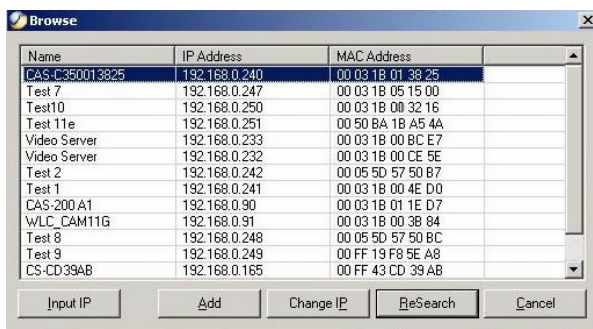 Browse
Name IP Address MAC Address
CAS-C350013825 192.168.0.240 00 03 1B 01 38 25
Test 7 192.168.0.247 00 03 1B 05 15 00
Test10 192.168.0.250 00 03 1B 00 32 16
Test 11e 192.168.0.251 00 50 BA 1B A5 4A
Video Server 192.168.0.233 00 03 1B 00 BC E7
Video Server 192.168.0.232 00 03 1B 00 CE 5E
Test 2 192.168.0.242 00 05 5D 57 50 B7
Test 1 192.168.0.241 00 03 1B 00 4E D0
CAS-200 A1 192.168.0.90 00 03 1B 01 1E D7
WLC_CAM11G 192.168.0.91 00 03 1B 00 3B 84
Test 8 192.168.0.248 00 05 5D 57 50 BC
Test 9 192.168.0.249 00 FF 19 F8 5E A8
CS-CD39AB 192.168.0.165 00 FF 43 CD 39 AB
Input IP Add Change IP ReSearch Cancel